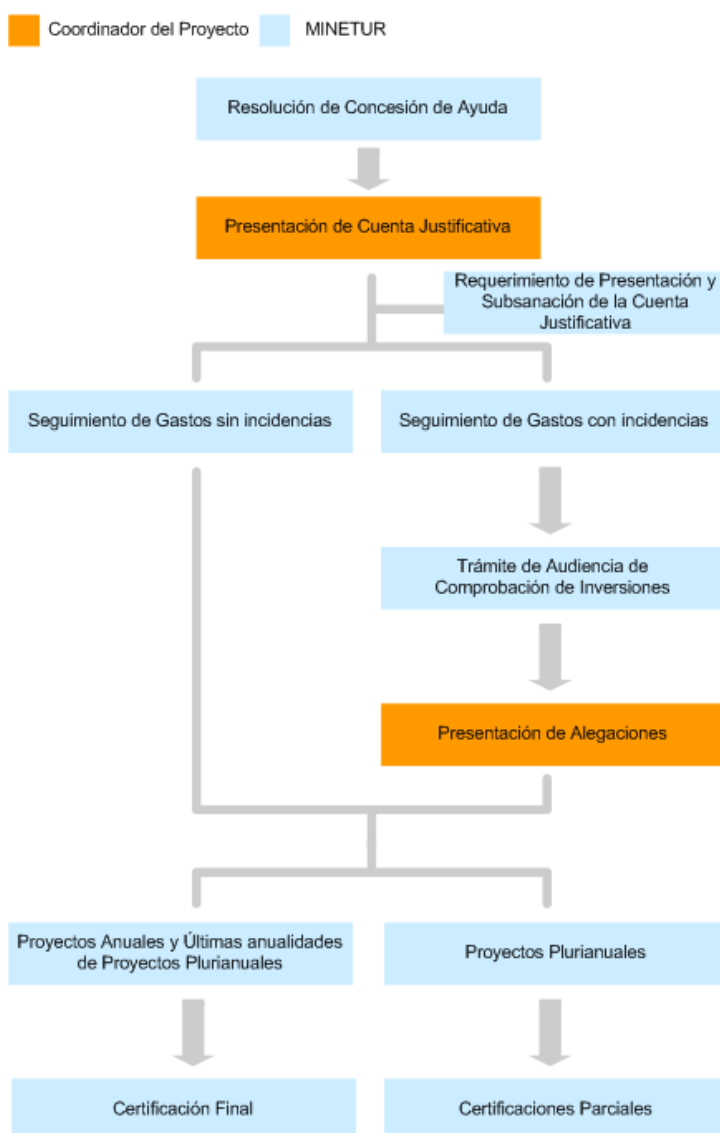 Coordinador del Proyecto
MINETUR
Resolución de Concesión de Ayuda
Presentación de Cuenta Justificativa
Requerimiento de Presentación y
Subsanación de la Cuenta
Justificativa
Seguimiento de Gastos sin incidencias
Seguimiento de Gastos con incidencias
Trámite de Audiencia de
Comprobación de Inversiones
Presentación de Alegaciones
Proyectos Anuales y Últimas anualidades
de Proyectos Plurianuales
Proyectos Plurianuales
Certificación Final
Certificaciones Parciales